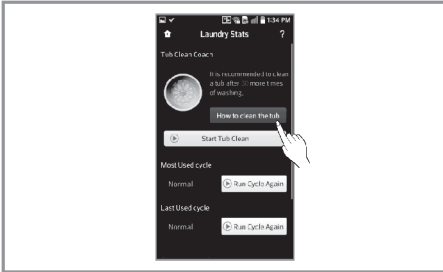 1:34 PM
Laundry Stats ?
Tub Clean Coach
It is recommended to clean
a tub after 30 more times
of washing.
How to clean the tub
Start Tub Clean
Most Used cycle
Normal Run Cycle Again
Last Used cycle
Normal Run Cycle Again